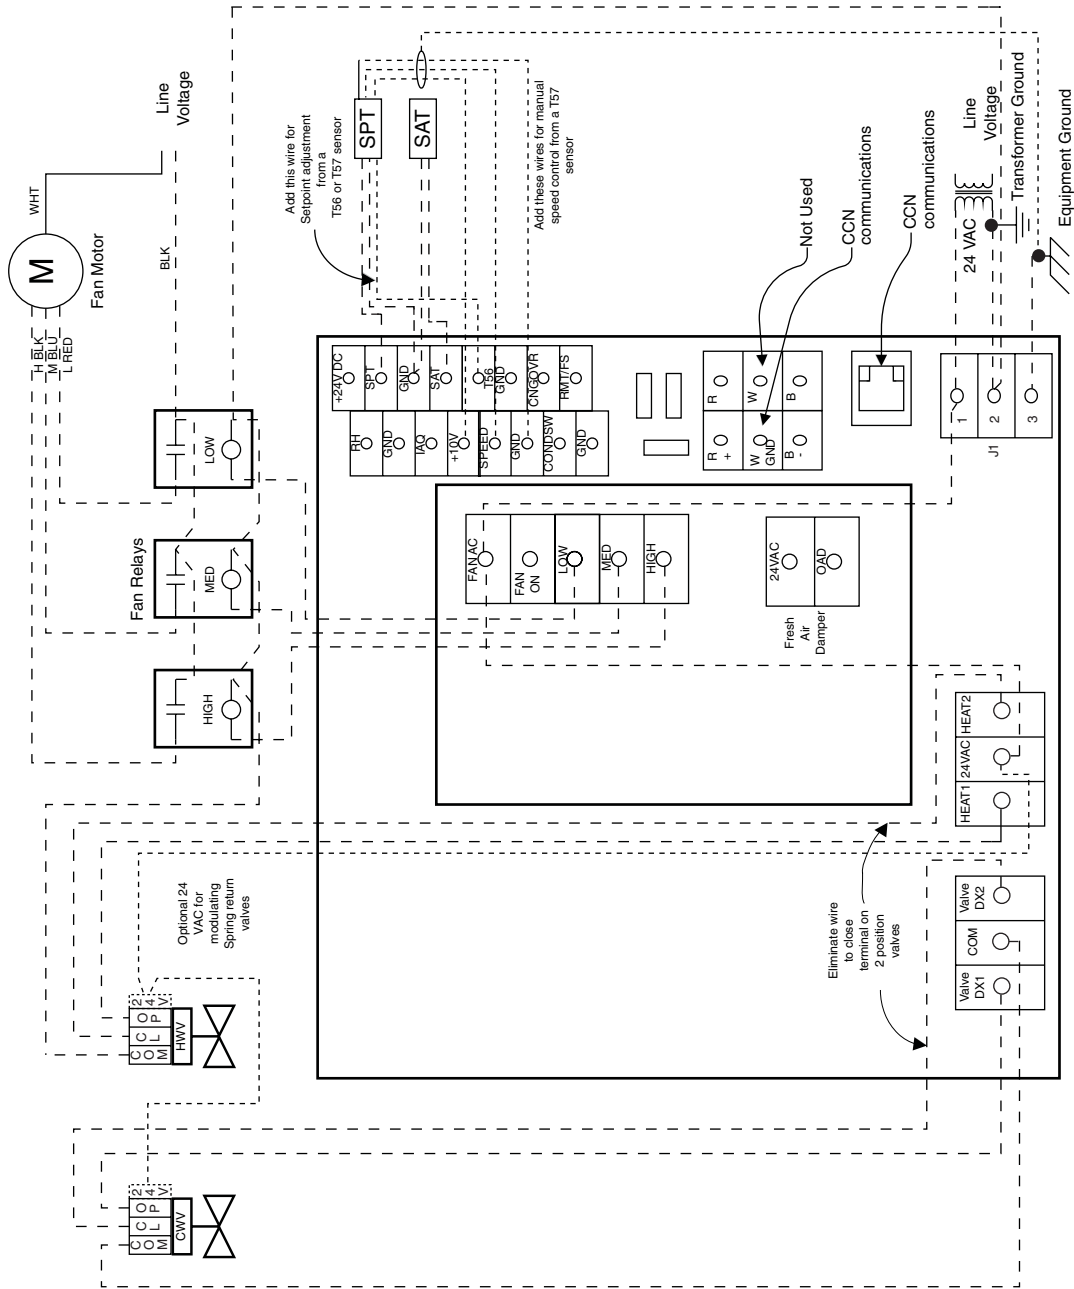 Line
Voltage
WHT
M
Fan Motor
BLK
H BLK
M BLU
L RED
Fan Relays
LOW
MED
HIGH
Add this wire for
Setpoint adjustment
from a
T56 or T57 sensor
SPT
SAT
Add these wires for manual
speed control from a T57
sensor
+24V DC
SPT
GND
SAT
T56
GND
CNGOVR
RMT/FS
RH
GND
IAQ
+10V
SPEED
GND
CONDSW
GND
Not Used
CCN
communications
CCN
communications
R
W
B
R
+
W
GND
B
-
Line
Voltage
24 VAC
Transformer Ground
Equipment Ground
1
2
3
J1
FAN AC
FAN
ON
LOW
MED
HIGH
24VAC
OAD
Fresh
Air
Damper
HEAT2
24VAC
HEAT1
Optional 24
VAC for
modulating
Spring return
valves
Eliminate wire
to close
terminal on
2 position
valves
Valve
DX2
COM
Valve
DX1
C C O 2
O L P 4
M V
HWV
C C O 2
O L P 4
M V
CWV